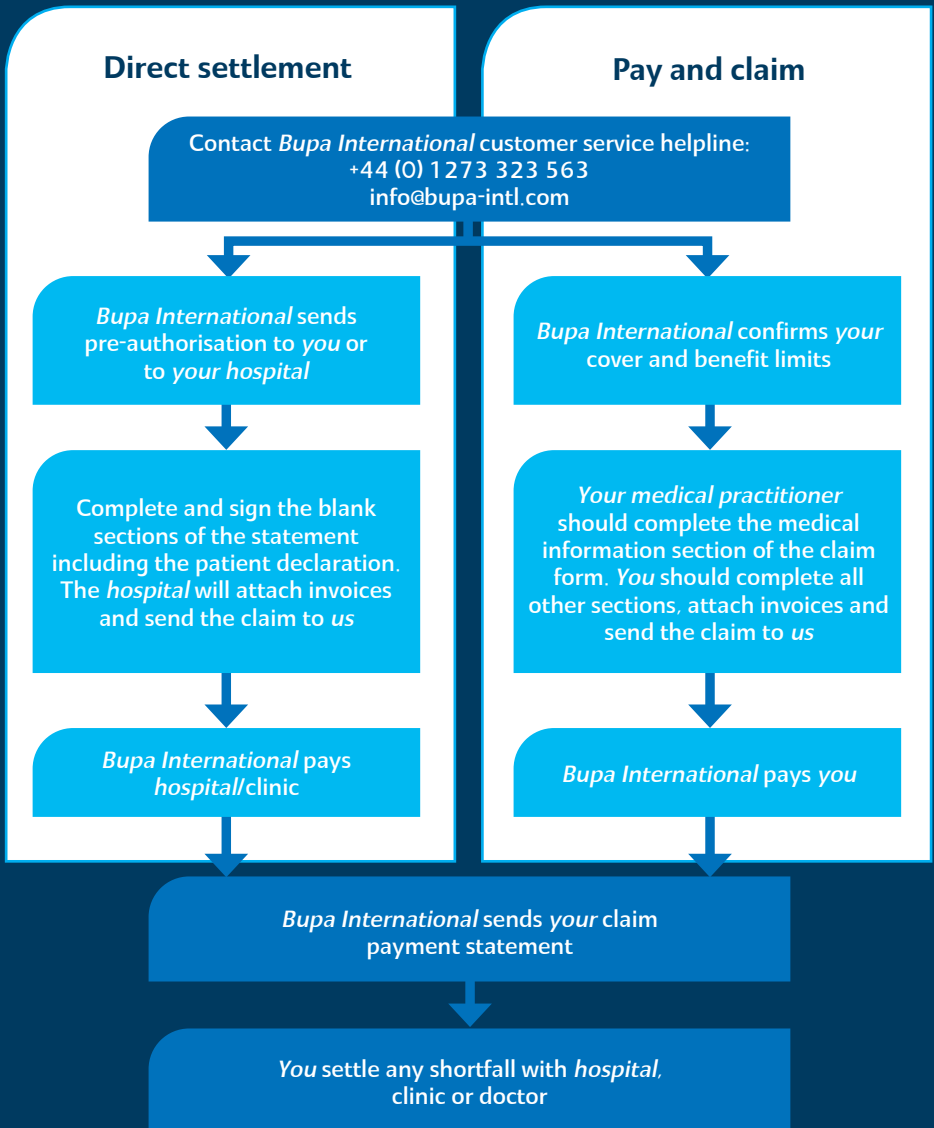 Direct settlement
Pay and claim
Contact Bupa International customer service helpline:
+44 (0) 1273 323 563
info@bupa-intl.com
Bupa International sends
pre-authorisation to you or
to your hospital
Bupa International confirms your
cover and benefit limits
Complete and sign the blank
sections of the statement
including the patient declaration.
The hospital will attach invoices
and send the claim to us
Your medical practitioner
should complete the medical
information section of the claim
form. You should complete all
other sections, attach invoices and
send the claim to us
Bupa International pays
hospital/clinic
Bupa International pays you
Bupa International sends your claim
payment statement
You settle any shortfall with hospital,
clinic or doctor